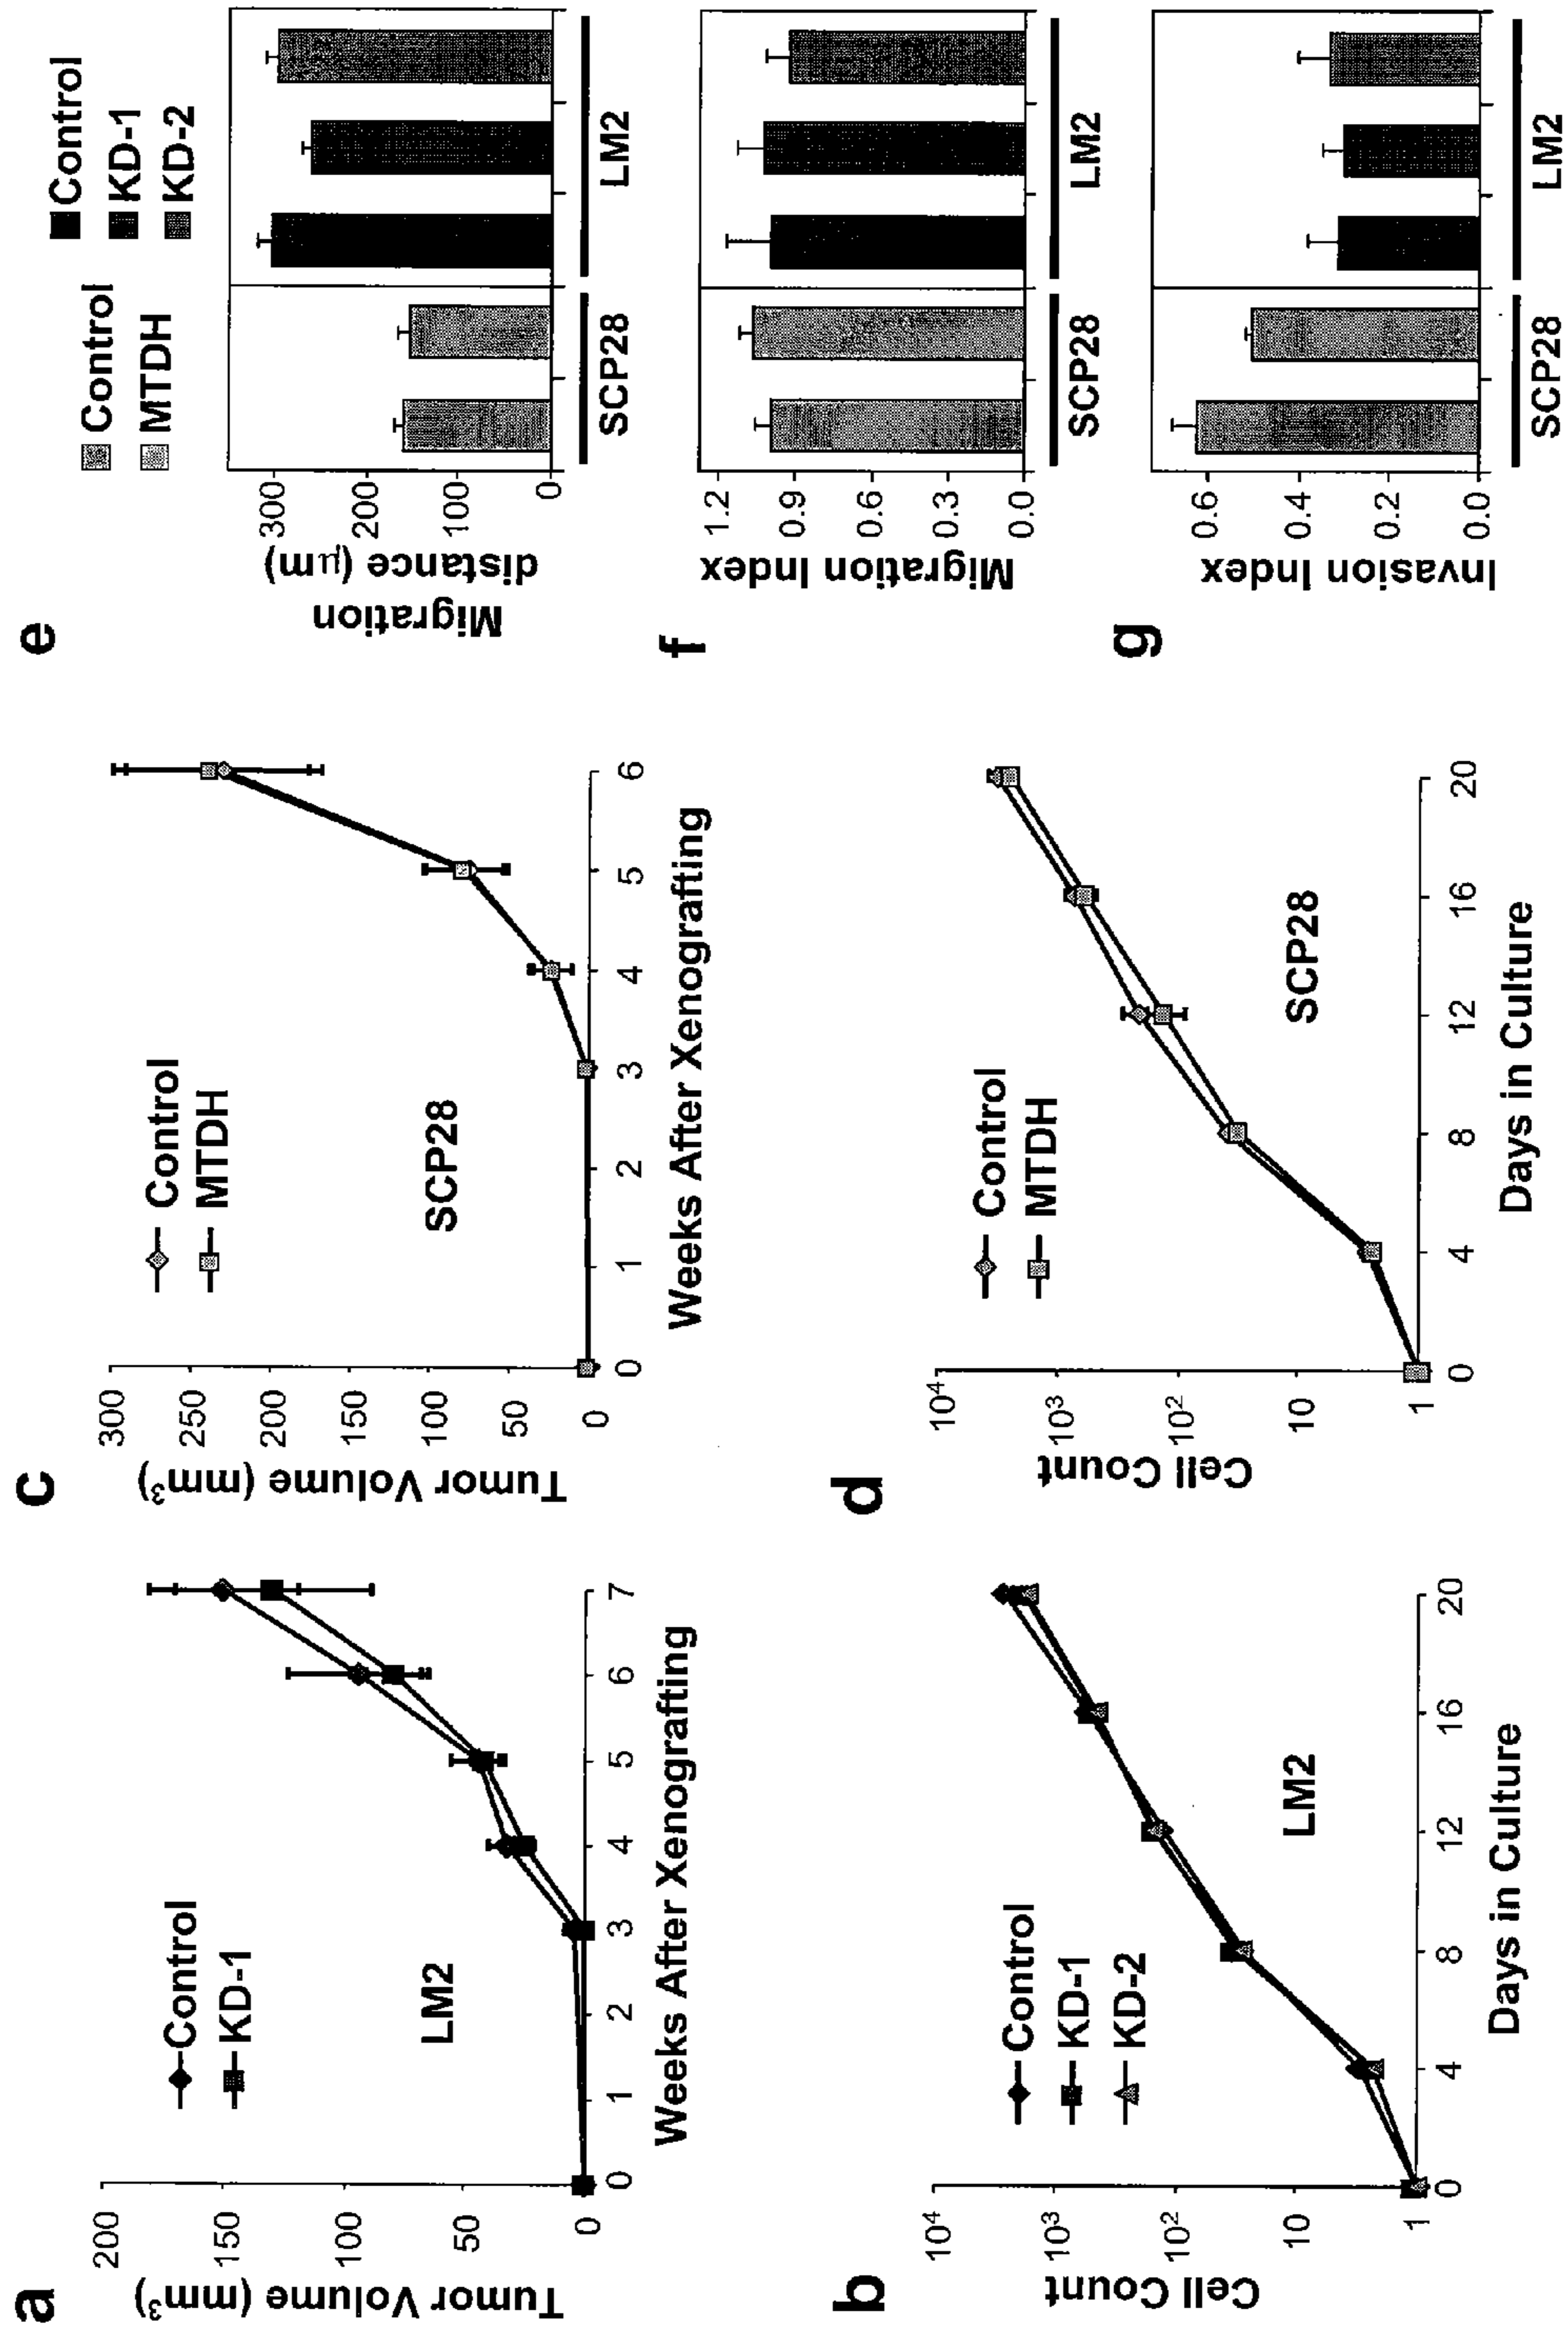 a
Tumor Volume (mm³)
200
150
100
50
0
Control
KD-1
LM2
0 1 2 3 4 5 6 7
Weeks After Xenografting
b
Cell Count
10⁴
10³
10²
10
1
Control
KD-1
KD-2
LM2
0 4 8 12 16 20
Days in Culture
c
Tumor Volume (mm³)
300
250
200
150
100
50
0
Control
MTDH
SCP28
0 1 2 3 4 5 6
Weeks After Xenografting
d
Cell Count
10⁴
10³
10²
10
1
Control
MTDH
SCP28
0 4 8 12 16 20
Days in Culture
e
Control Control
MTDH KD-1
KD-2
Migration
distance (μm)
300
200
100
0
SCP28 LM2
f
Migration Index
1.2
0.9
0.6
0.3
0.0
SCP28 LM2
g
Invasion Index
0.6
0.4
0.2
0.0
SCP28 LM2